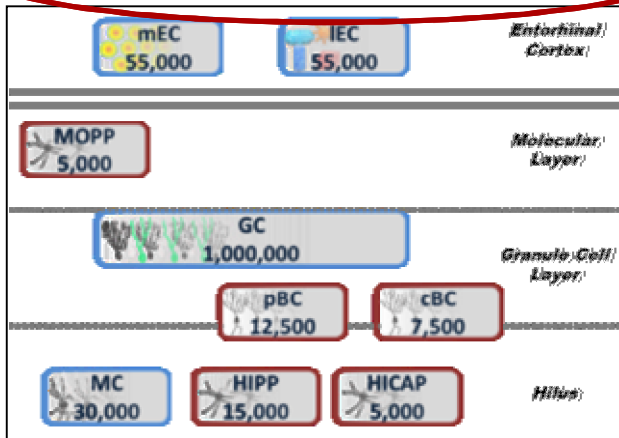 mEC
55,000
lEC
55,000
Entorhinal
Cortex
MOPP
5,000
Molecular
Layer
GC
1,000,000
Granule Cell
Layer
pBC
12,500
cBC
7,500
MC
30,000
HIPP
15,000
HICAP
5,000
Hilus